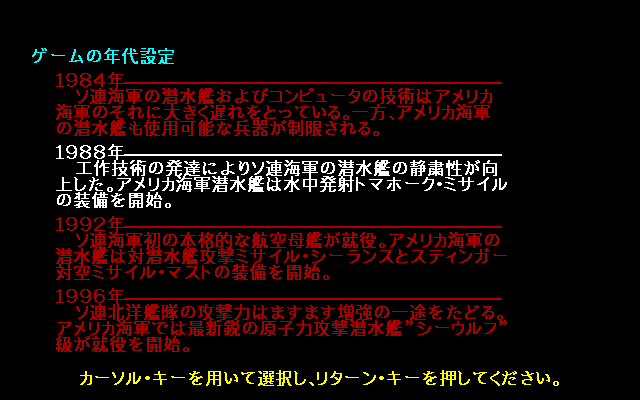 ゲームの年代設定
1984年
ソ連海軍の潜水艦およびコンピュータの技術はアメリカ
海軍のそれに大きく遅れをとっている。一方、アメリカ海軍
の潜水艦も使用可能な兵器が制限される。
1988年
工作技術の発達によりソ連海軍の潜水艦の静粛性が向
上した。アメリカ海軍潜水艦は水中発射トマホーク・ミサイル
の装備を開始。
1992年
ソ連海軍初の本格的な航空母艦が就役。アメリカ海軍の
潜水艦は対潜水艦攻撃ミサイル・シーランスとスティンガー
対空ミサイル・マストの装備を開始。
1996年
ソ連北洋艦隊の攻撃力はますます増強の一途をたどる。
アメリカ海軍では最新鋭の原子力攻撃潜水艦”シーウルフ”
級が就役を開始。
カーソル・キーを用いて選択し、リターン・キーを押してください。